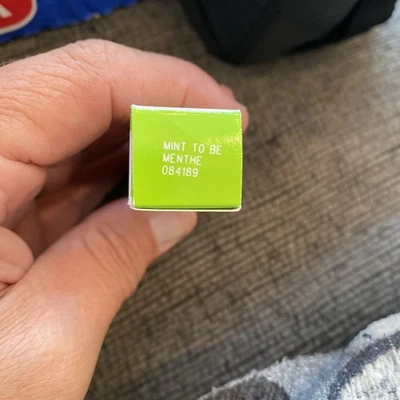 MINT TO BE
MENTHE
084189